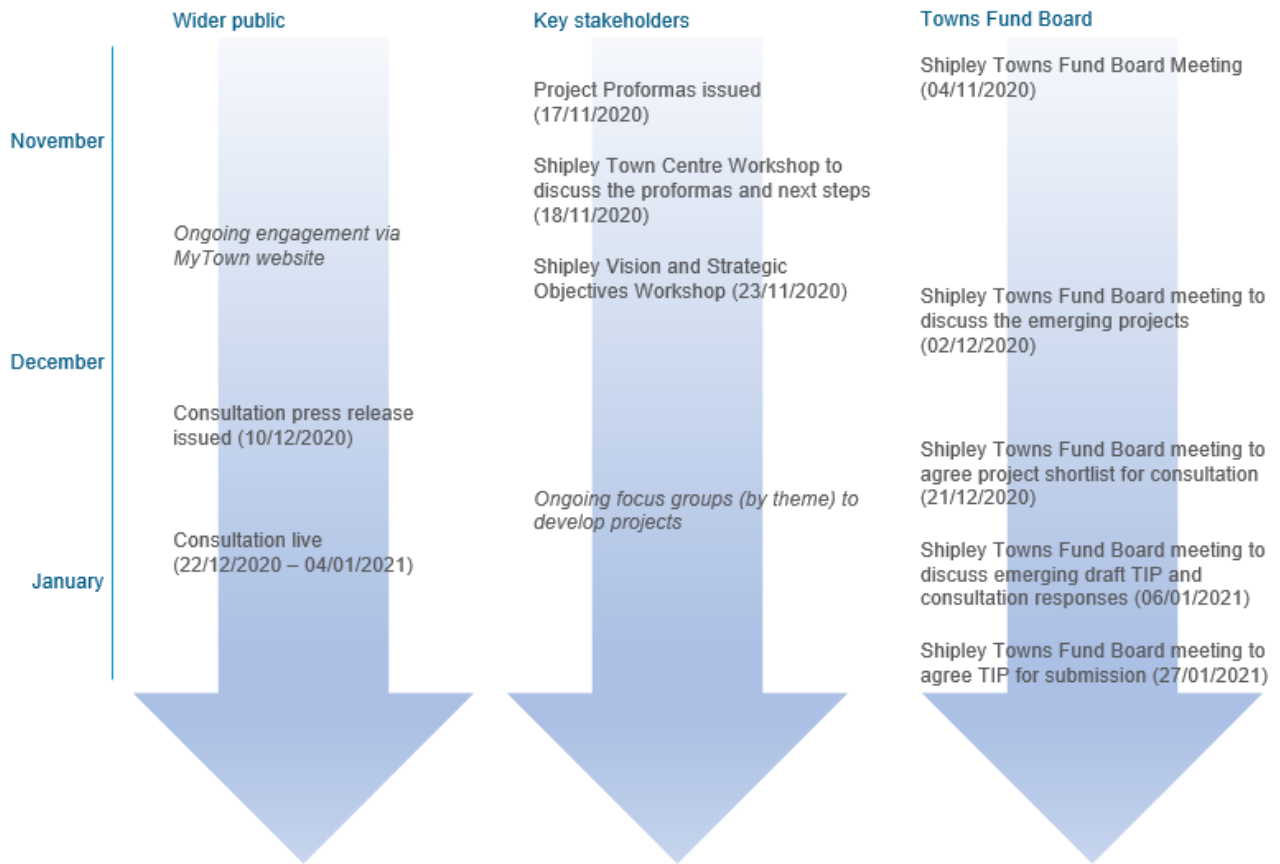 Wider public
Key stakeholders
Towns Fund Board
November
December
January
Ongoing engagement via
MyTown website
Consultation press release
issued (10/12/2020)
Consultation live
(22/12/2020 – 04/01/2021)
Project Proformas issued
(17/11/2020)
Shipley Town Centre Workshop to
discuss the proformas and next steps
(18/11/2020)
Shipley Vision and Strategic
Objectives Workshop (23/11/2020)
Ongoing focus groups (by theme) to
develop projects
Shipley Towns Fund Board Meeting
(04/11/2020)
Shipley Towns Fund Board meeting to
discuss the emerging projects
(02/12/2020)
Shipley Towns Fund Board meeting to
agree project shortlist for consultation
(21/12/2020)
Shipley Towns Fund Board meeting to
discuss emerging draft TIP and
consultation responses (06/01/2021)
Shipley Towns Fund Board meeting to
agree TIP for submission (27/01/2021)